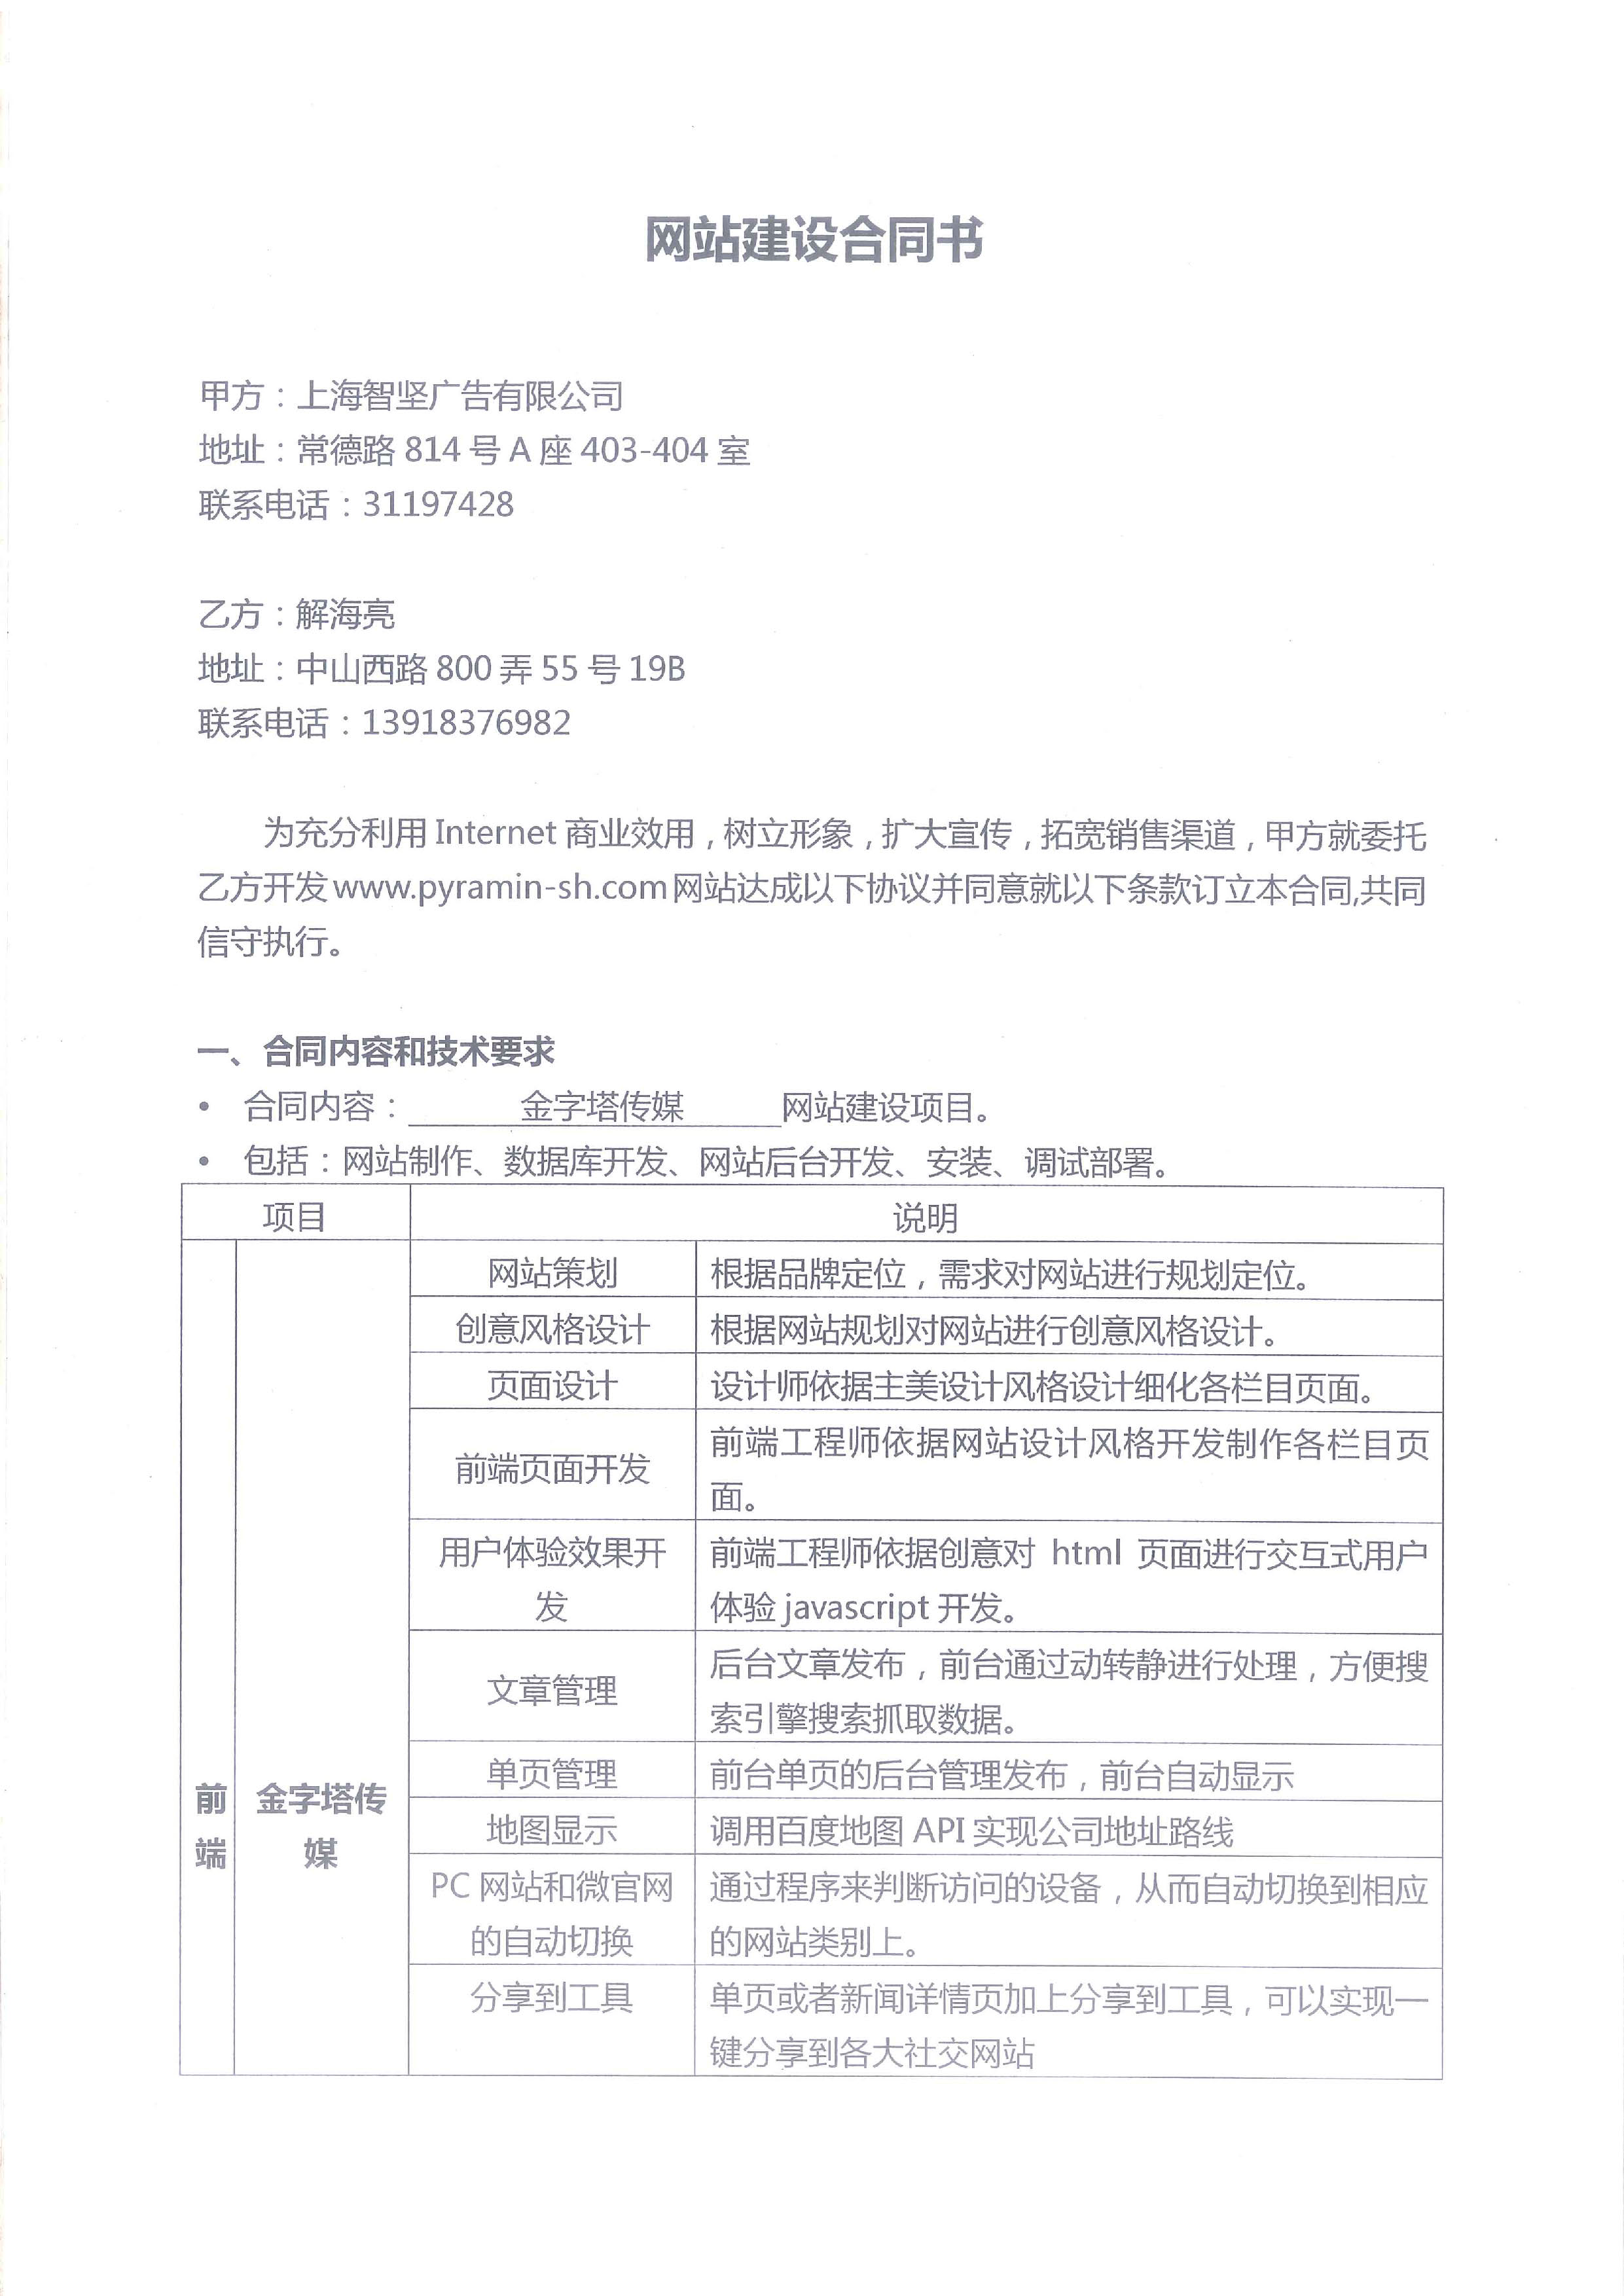 网站建设合同书
甲方：上海智坚广告有限公司
地址：常德路 814 号 A 座 403-404 室
联系电话：31197428
乙方：解海亮
地址：中山西路 800 弄 55 号 19B
联系电话：13918376982
为充分利用 Internet 商业效用，树立形象，扩大宣传，拓宽销售渠道，甲方就委托
乙方开发 www.pyramin-sh.com 网站达成以下协议并同意就以下条款订立本合同,共同
信守执行。
一、合同内容和技术要求
• 合同内容：金字塔传媒网站建设项目。
• 包括：网站制作、数据库开发、网站后台开发、安装、调试部署。
项目 说明
网站策划 根据品牌定位，需求对网站进行规划定位。
创意风格设计 根据网站规划对网站进行创意风格设计。
页面设计 设计师依据主美设计风格设计细化各栏目页面。
前端页面开发
前端工程师依据网站设计风格开发制作各栏目页
面。
用户体验效果开
发
前端工程师依据创意对 html 页面进行交互式用户
体验 javascript 开发。
文章管理
后台文章发布，前台通过动转静进行处理，方便搜
索引擎搜索抓取数据。
前
端
金字塔传
媒
单页管理 前台单页的后台管理发布，前台自动显示
地图显示 调用百度地图 API 实现公司地址路线
PC 网站和微官网
的自动切换
通过程序来判断访问的设备，从而自动切换到相应
的网站类别上。
分享到工具
单页或者新闻详情页加上分享到工具，可以实现一
键分享到各大社交网站